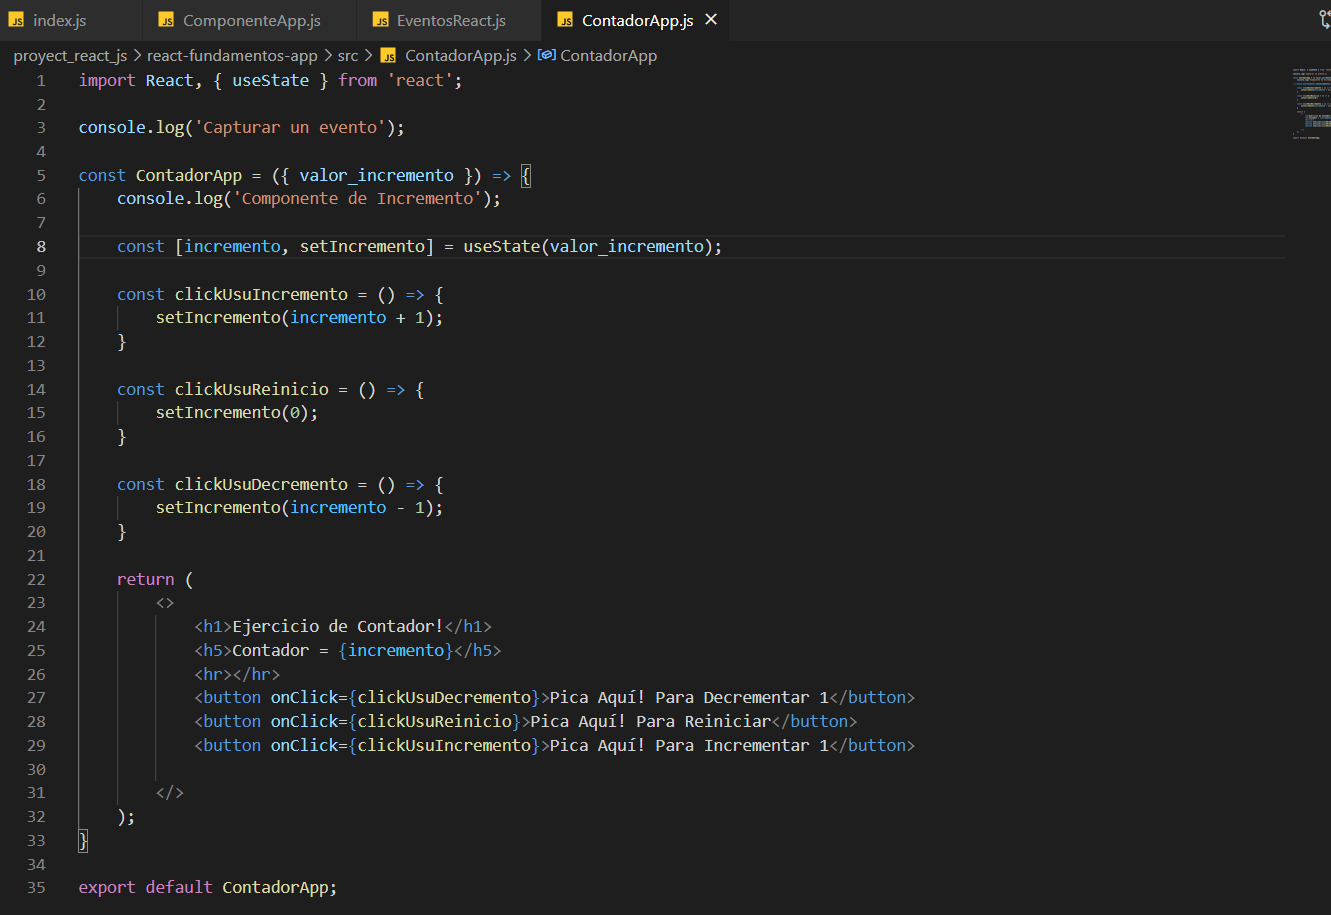 JS index.js JS ComponenteApp.js JS EventosReact.js JS ContadorApp.js
proyect_react_js > react-fundamentos-app > src > JS ContadorApp.js > ContadorApp
1 import React, { useState } from 'react';
2
3 console.log('Capturar un evento');
4
5 const ContadorApp = ({ valor_incremento }) => {
6 console.log('Componente de Incremento');
7
8 const [incremento, setIncremento] = useState(valor_incremento);
9
10 const clickUsuIncremento = () => {
11 setIncremento(incremento + 1);
12 }
13
14 const clickUsuReinicio = () => {
15 setIncremento(0);
16 }
17
18 const clickUsuDecremento = () => {
19 setIncremento(incremento - 1);
20 }
21
22 return (
23 <>
24 <h1>Ejercicio de Contador!</h1>
25 <h5>Contador = {incremento}</h5>
26 <hr></hr>
27 <button onClick={clickUsuDecremento}>Pica Aquí! Para Decrementar 1</button>
28 <button onClick={clickUsuReinicio}>Pica Aquí! Para Reiniciar</button>
29 <button onClick={clickUsuIncremento}>Pica Aquí! Para Incrementar 1</button>
30
31 </>
32 );
33 }
34
35 export default ContadorApp;